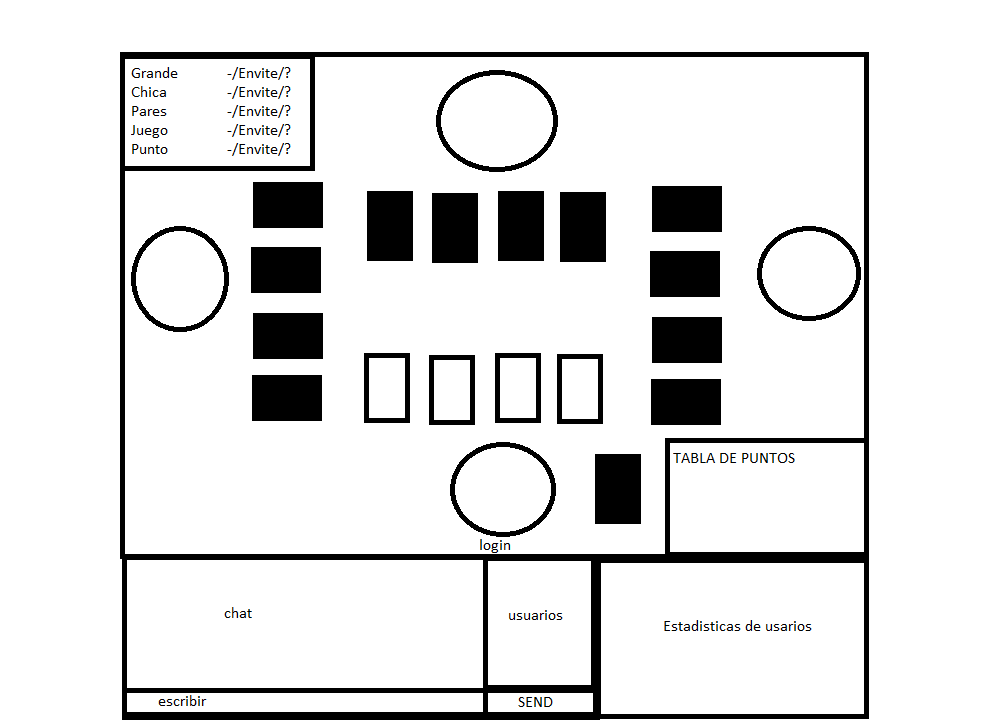 Grande -/Envite/?
Chica -/Envite/?
Pares -/Envite/?
Juego -/Envite/?
Punto -/Envite/?
TABLA DE PUNTOS
login
chat
usuarios
Estadisticas de usarios
escribir
SEND